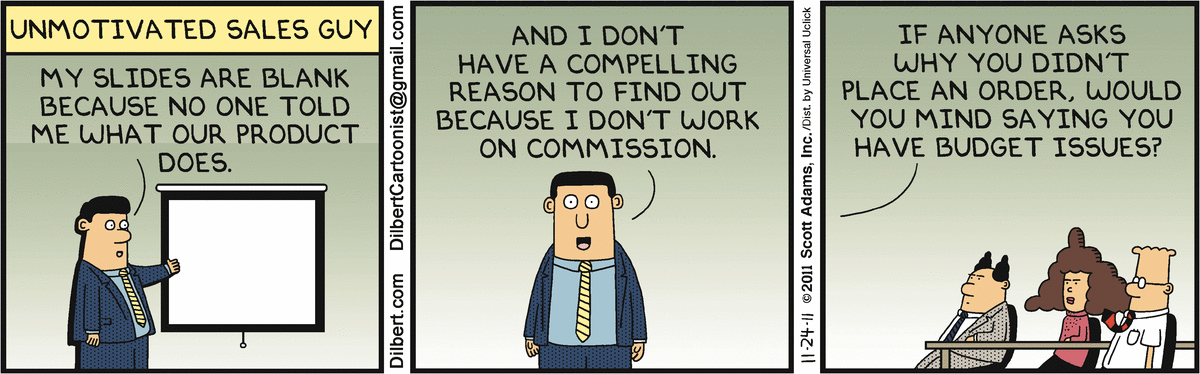 UNMOTIVATED SALES GUY
MY SLIDES ARE BLANK
BECAUSE NO ONE TOLD
ME WHAT OUR PRODUCT
DOES.
DilbertCartoonist@gmail.com
Dilbert.com
AND I DON'T
HAVE A COMPELLING
REASON TO FIND OUT
BECAUSE I DON'T WORK
ON COMMISSION.
11-24-11 ©2011 Scott Adams, Inc./Dist. by Universal Uclick
IF ANYONE ASKS
WHY YOU DIDN'T
PLACE AN ORDER, WOULD
YOU MIND SAYING YOU
HAVE BUDGET ISSUES?